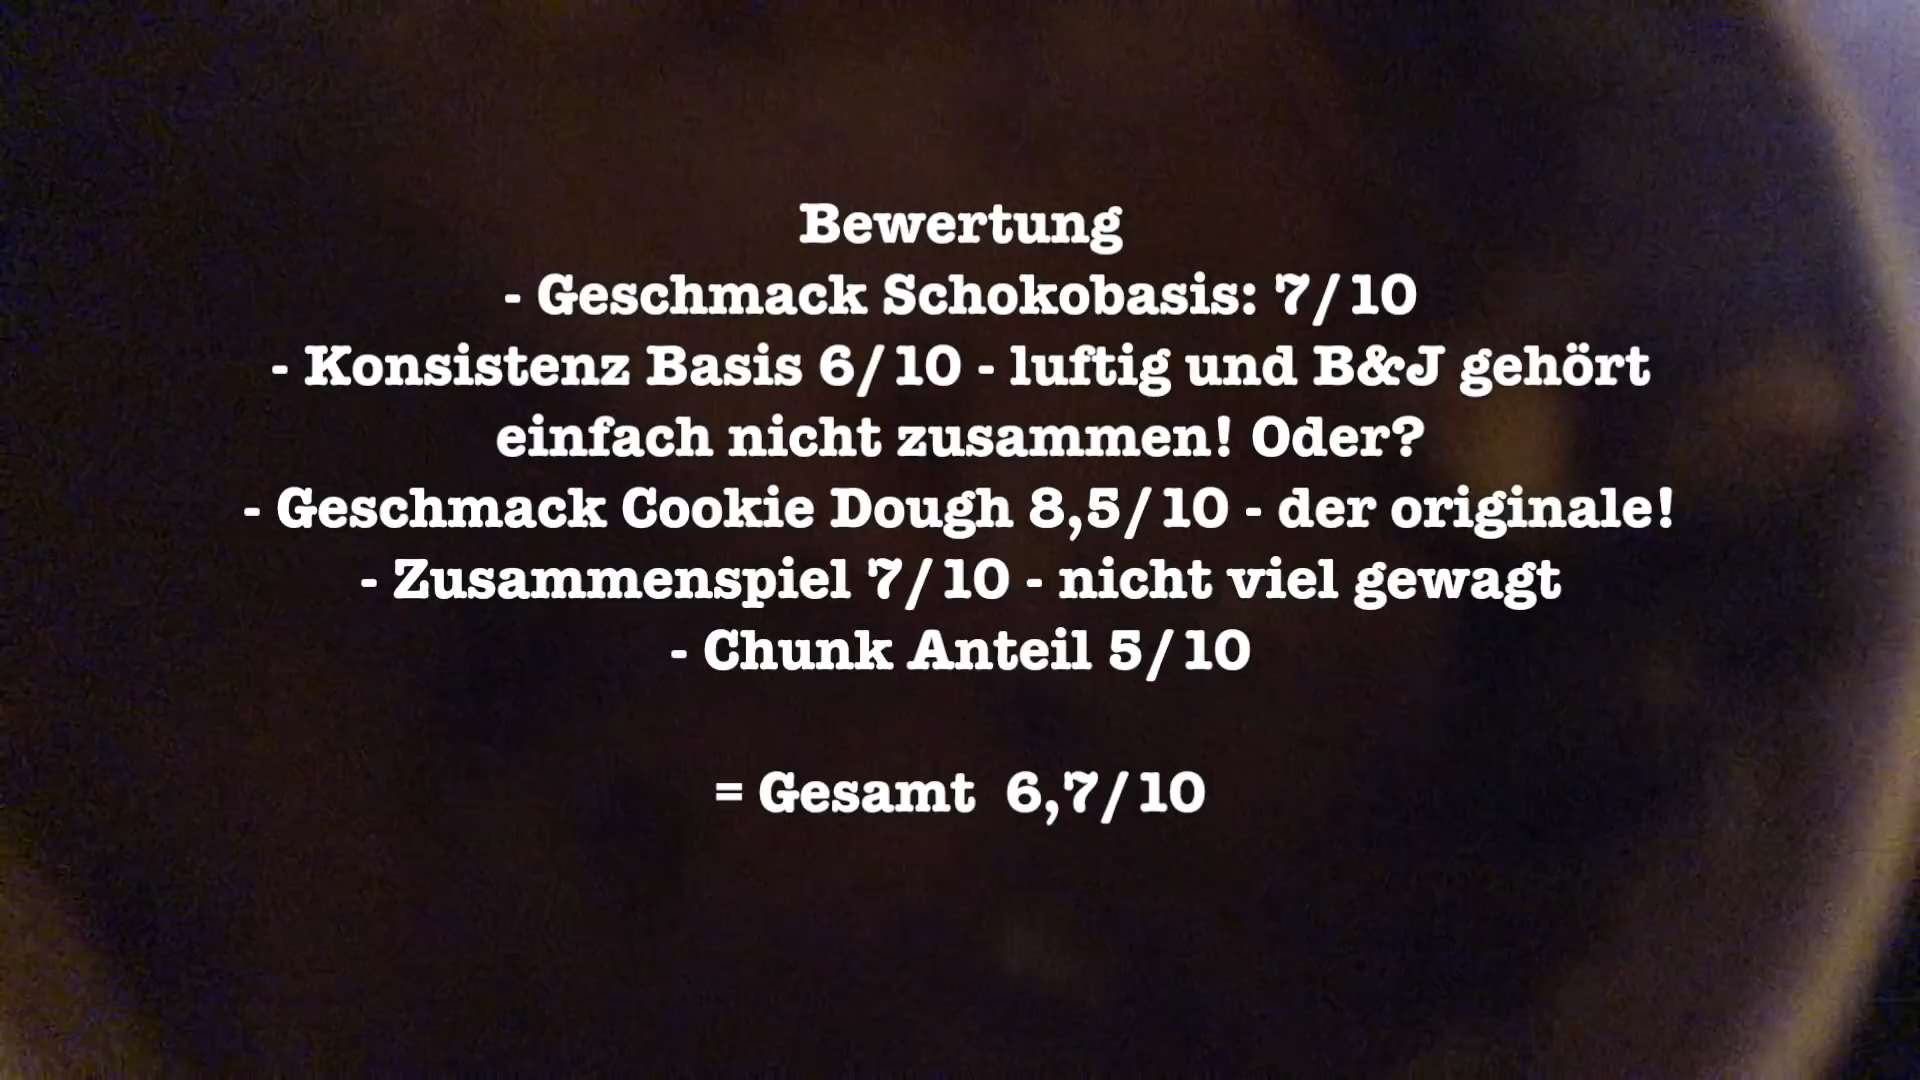 Bewertung
- Geschmack Schokobasis: 7/10
- Konsistenz Basis 6/10 - luftig und B&J gehört
einfach nicht zusammen! Oder?
- Geschmack Cookie Dough 8,5/10 - der originale!
- Zusammenspiel 7/10 - nicht viel gewagt
- Chunk Anteil 5/10
= Gesamt  6,7/10